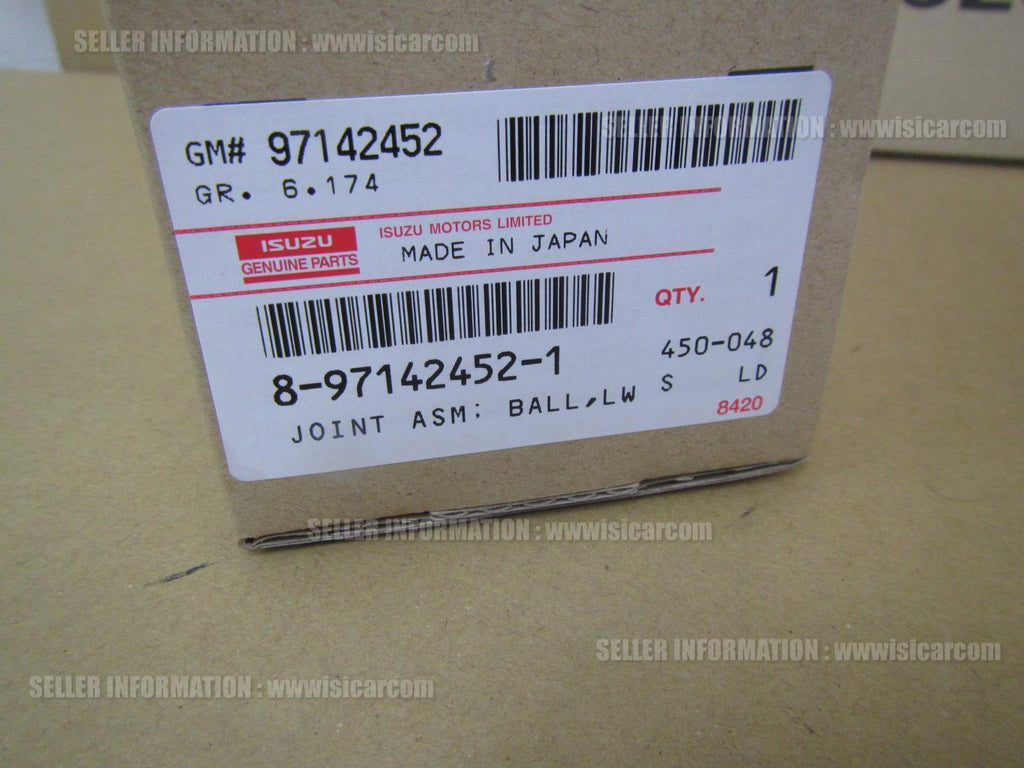 SELLER INFORMATION : wwwisicarcom
GM# 97142452
GR. 6.174
SELLER INFORMATION : wwwisicarcom
ISUZU
GENUINE PARTS
ISUZU MOTORS LIMITED
MADE IN JAPAN
QTY. 1
8-97142452-1
450-048
JOINT ASM; BALL,LW S LD
8420
SELLER INFORMATION : wwwisicarcom
SELLER INFORMATION : wwwisicarcom
SELLER INFORMATION : wwwisicarcom